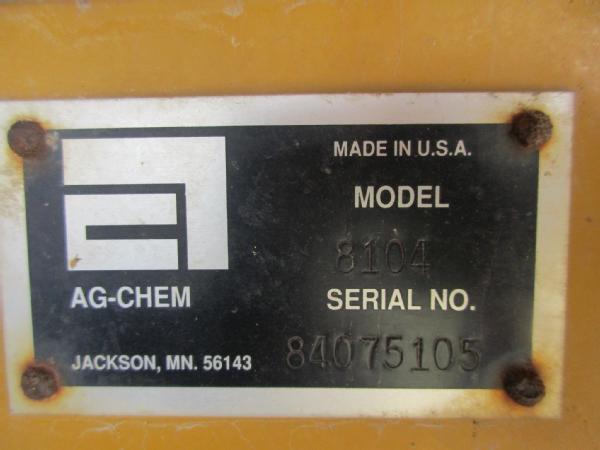 MADE IN U.S.A.
MODEL
8104
AG-CHEM
SERIAL NO.
JACKSON, MN. 56143
84075105